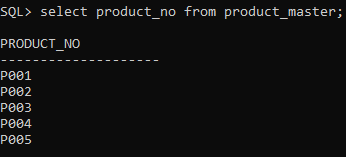 SQL> select product_no from product_master;
PRODUCT_NO
--------------------
P001
P002
P003
P004
P005